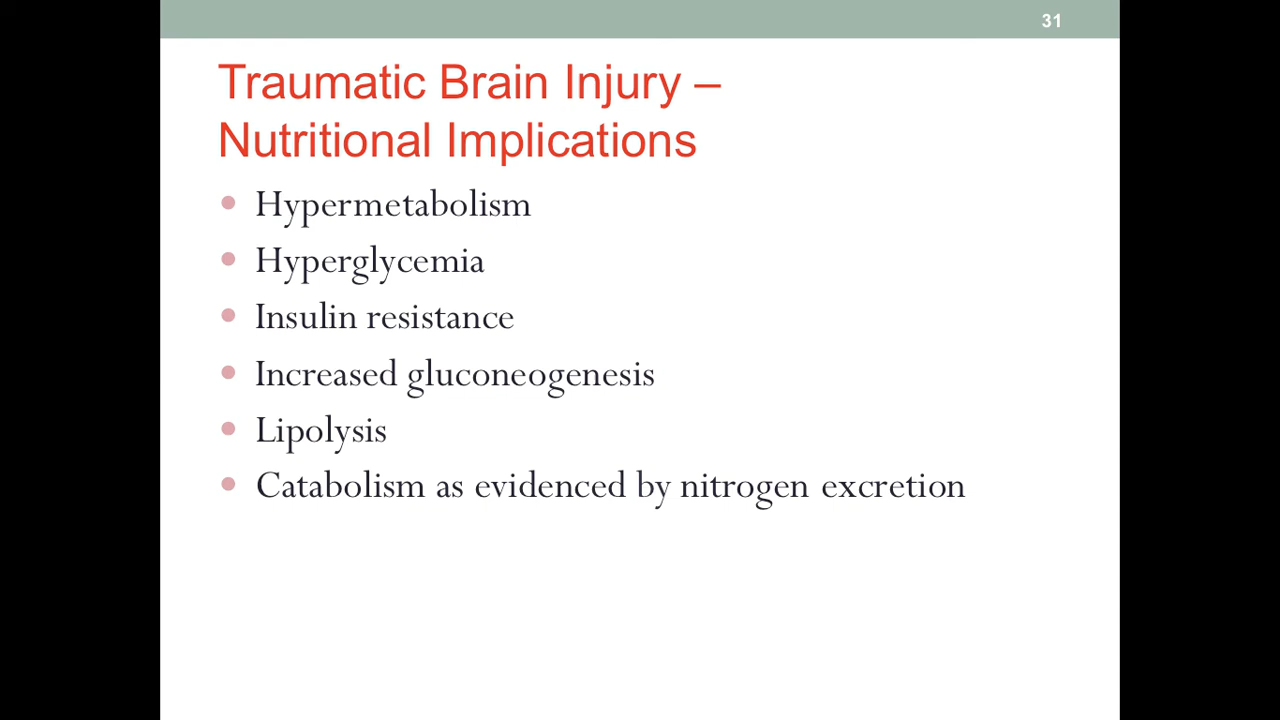 31
Traumatic Brain Injury –
Nutritional Implications
Hypermetabolism
Hyperglycemia
Insulin resistance
Increased gluconeogenesis
Lipolysis
Catabolism as evidenced by nitrogen excretion